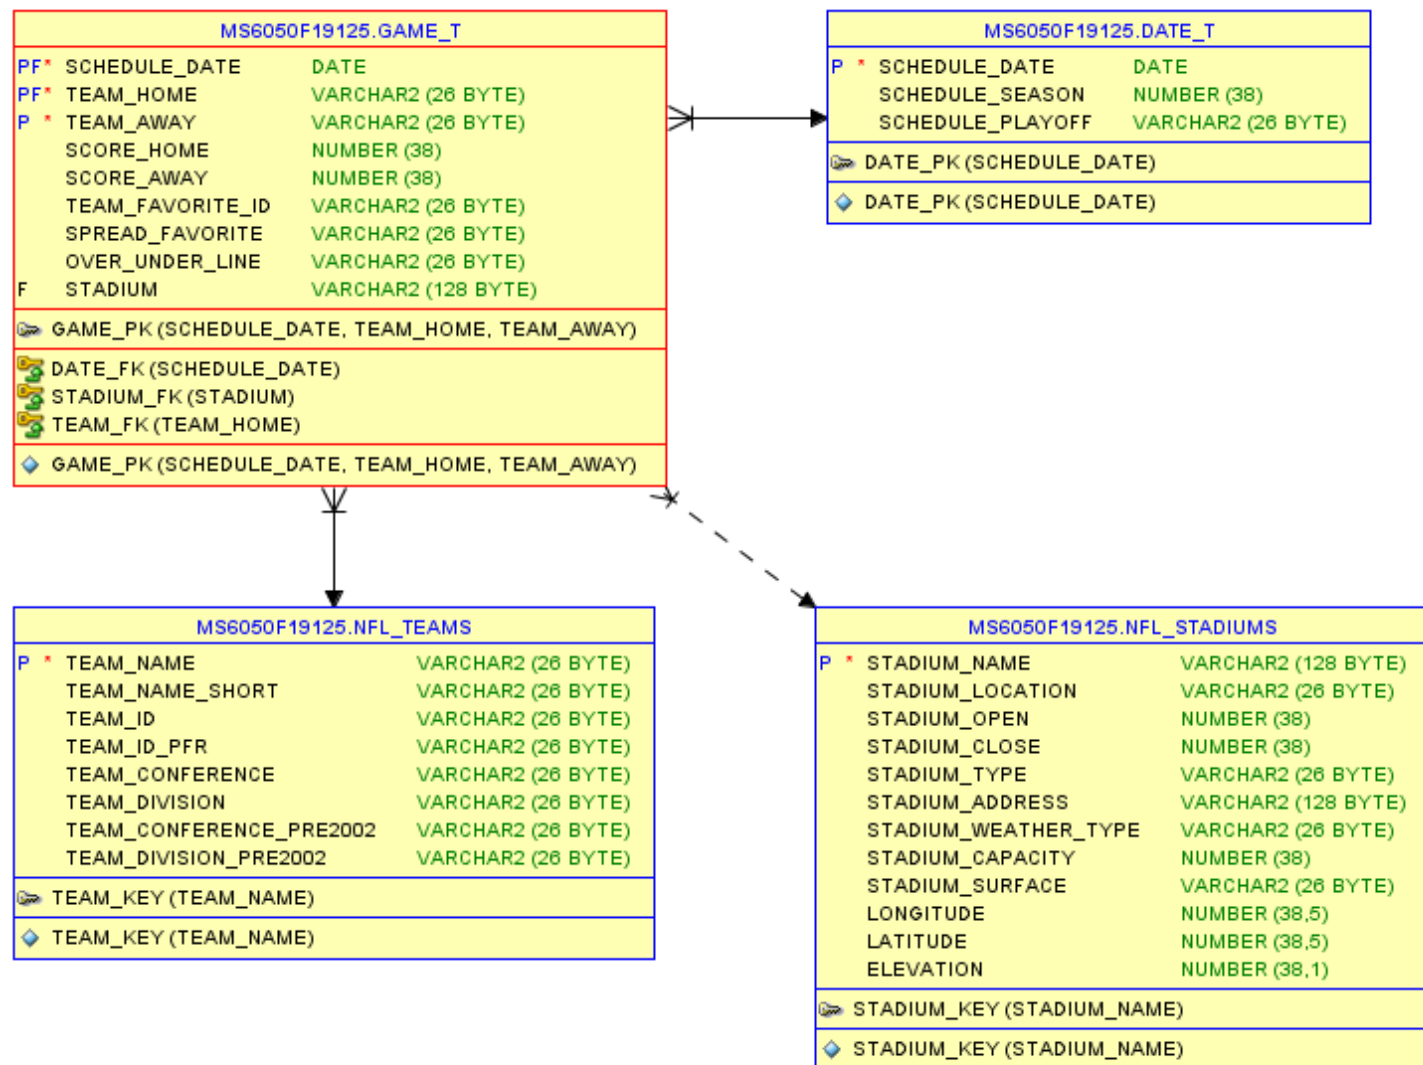 MS6050F19125.GAME_T
PF* SCHEDULE_DATE DATE
PF* TEAM_HOME VARCHAR2 (26 BYTE)
P * TEAM_AWAY VARCHAR2 (26 BYTE)
SCORE_HOME NUMBER (38)
SCORE_AWAY NUMBER (38)
TEAM_FAVORITE_ID VARCHAR2 (26 BYTE)
SPREAD_FAVORITE VARCHAR2 (26 BYTE)
OVER_UNDER_LINE VARCHAR2 (26 BYTE)
F STADIUM VARCHAR2 (128 BYTE)
GAME_PK (SCHEDULE_DATE, TEAM_HOME, TEAM_AWAY)
DATE_FK (SCHEDULE_DATE)
STADIUM_FK (STADIUM)
TEAM_FK (TEAM_HOME)
GAME_PK (SCHEDULE_DATE, TEAM_HOME, TEAM_AWAY)
MS6050F19125.DATE_T
P * SCHEDULE_DATE DATE
SCHEDULE_SEASON NUMBER (38)
SCHEDULE_PLAYOFF VARCHAR2 (26 BYTE)
DATE_PK (SCHEDULE_DATE)
DATE_PK (SCHEDULE_DATE)
MS6050F19125.NFL_TEAMS
P * TEAM_NAME VARCHAR2 (26 BYTE)
TEAM_NAME_SHORT VARCHAR2 (26 BYTE)
TEAM_ID VARCHAR2 (26 BYTE)
TEAM_ID_PFR VARCHAR2 (26 BYTE)
TEAM_CONFERENCE VARCHAR2 (26 BYTE)
TEAM_DIVISION VARCHAR2 (26 BYTE)
TEAM_CONFERENCE_PRE2002 VARCHAR2 (26 BYTE)
TEAM_DIVISION_PRE2002 VARCHAR2 (26 BYTE)
TEAM_KEY (TEAM_NAME)
TEAM_KEY (TEAM_NAME)
MS6050F19125.NFL_STADIUMS
P * STADIUM_NAME VARCHAR2 (128 BYTE)
STADIUM_LOCATION VARCHAR2 (26 BYTE)
STADIUM_OPEN NUMBER (38)
STADIUM_CLOSE NUMBER (38)
STADIUM_TYPE VARCHAR2 (26 BYTE)
STADIUM_ADDRESS VARCHAR2 (128 BYTE)
STADIUM_WEATHER_TYPE VARCHAR2 (26 BYTE)
STADIUM_CAPACITY NUMBER (38)
STADIUM_SURFACE VARCHAR2 (26 BYTE)
LONGITUDE NUMBER (38,5)
LATITUDE NUMBER (38,5)
ELEVATION NUMBER (38,1)
STADIUM_KEY (STADIUM_NAME)
STADIUM_KEY (STADIUM_NAME)